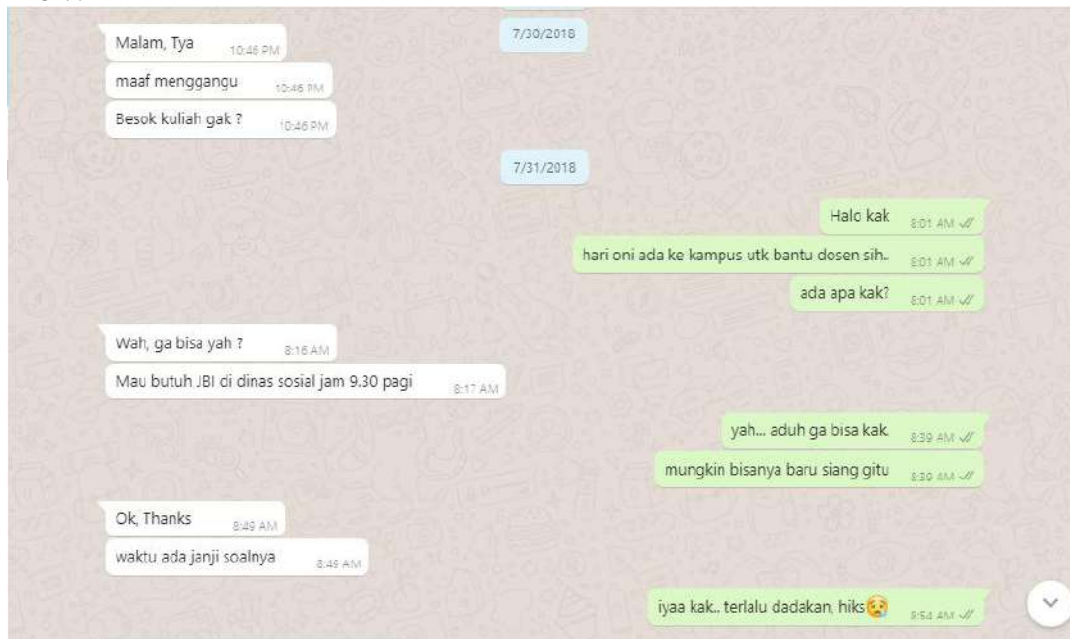 7/30/2018
Malam, Tya 10:46 PM
maaf menggangu 10:46 PM
Besok kuliah gak ? 10:46 PM
7/31/2018
Halo kak 8:01 AM
hari oni ada ke kampus utk bantu dosen sih.. 8:01 AM
ada apa kak? 8:01 AM
Wah, ga bisa yah ? 8:16 AM
Mau butuh JBI di dinas sosial jam 9.30 pagi 8:17 AM
yah... aduh ga bisa kak. 8:39 AM
mungkin bisanya baru siang gitu 8:39 AM
Ok, Thanks 8:49 AM
waktu ada janji soalnya 8:49 AM
iyaa kak.. terlalu dadakan, hiks😥 9:54 AM